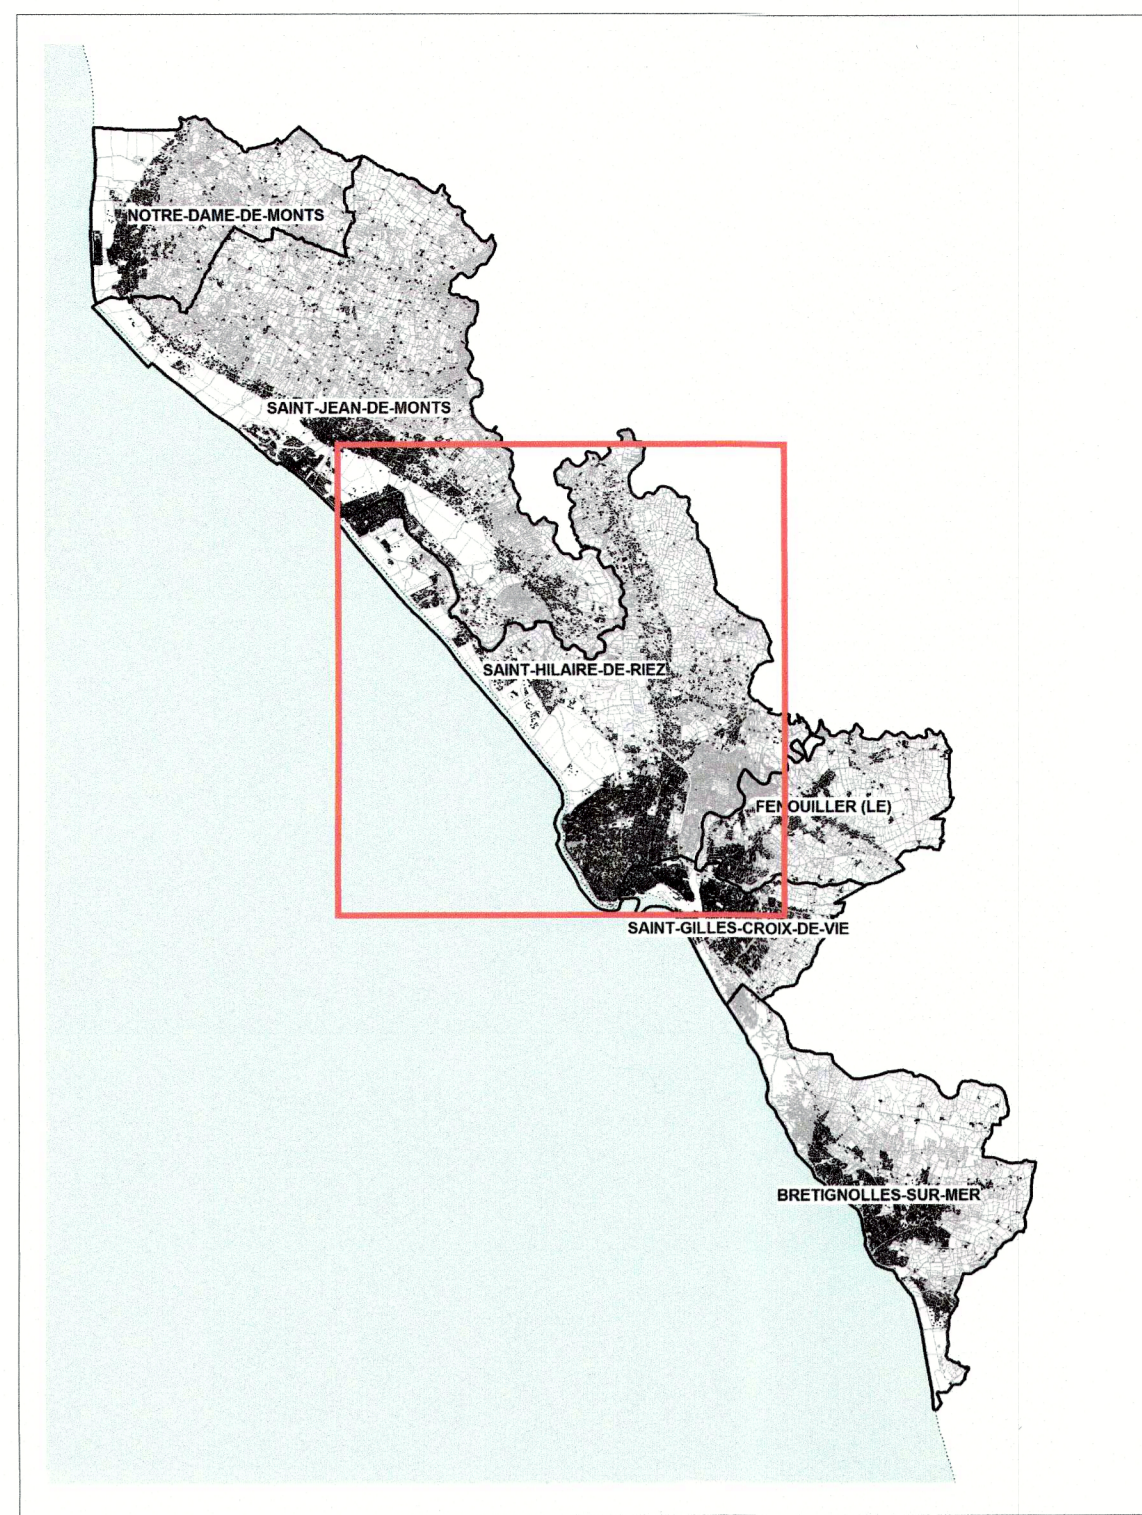 NOTRE-DAME-DE-MONTS
SAINT-JEAN-DE-MONTS
SAINT-HILAIRE-DE-RIEZ
FENOUILLER (LE)
SAINT-GILLES-CROIX-DE-VIE
BRETIGNOLLES-SUR-MER